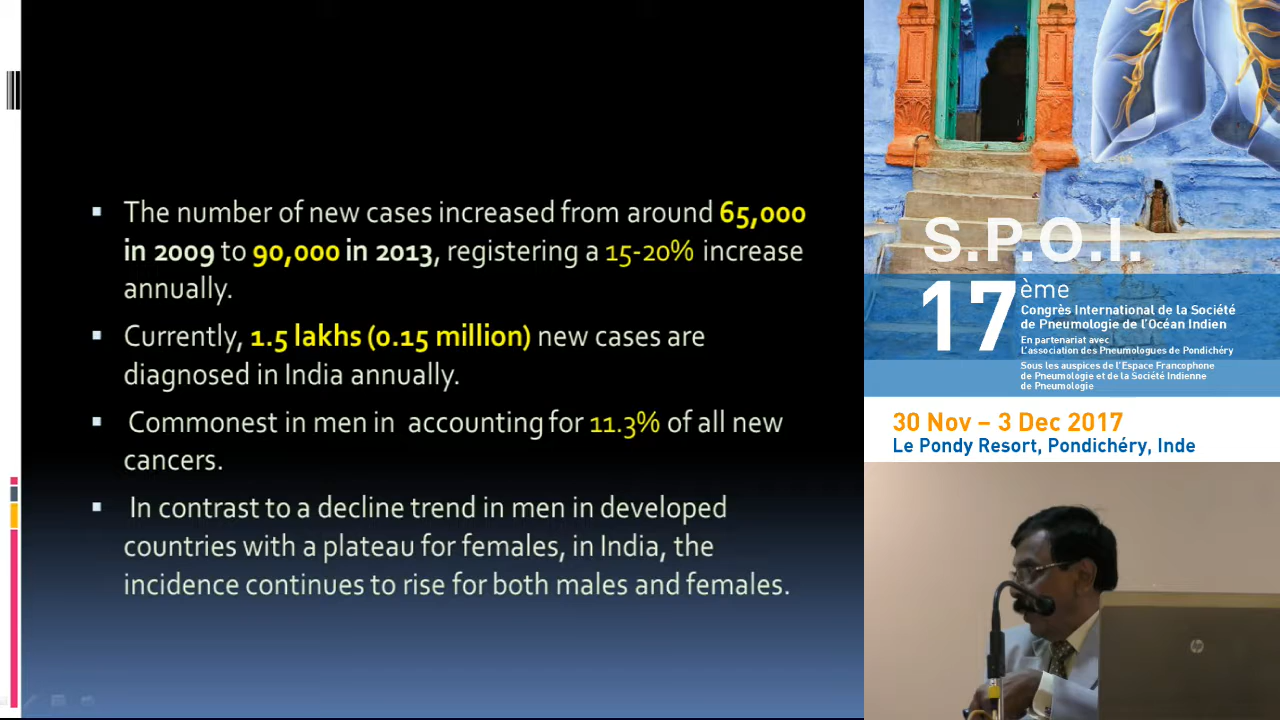 The number of new cases increased from around 65,000
in 2009 to 90,000 in 2013, registering a 15-20% increase
annually.
Currently, 1.5 lakhs (0.15 million) new cases are
diagnosed in India annually.
Commonest in men in accounting for 11.3% of all new
cancers.
In contrast to a decline trend in men in developed
countries with a plateau for females, in India, the
incidence continues to rise for both males and females.
S.P.O.I.
17ème
Congrès International de la Société
de Pneumologie de l'Océan Indien
En partenariat avec
L'association des Pneumologues de Pondichéry
Sous les auspices de l'Espace Francophone
de Pneumologie et de la Société Indienne
de Pneumologie
30 Nov – 3 Dec 2017
Le Pondy Resort, Pondichéry, Inde
hp